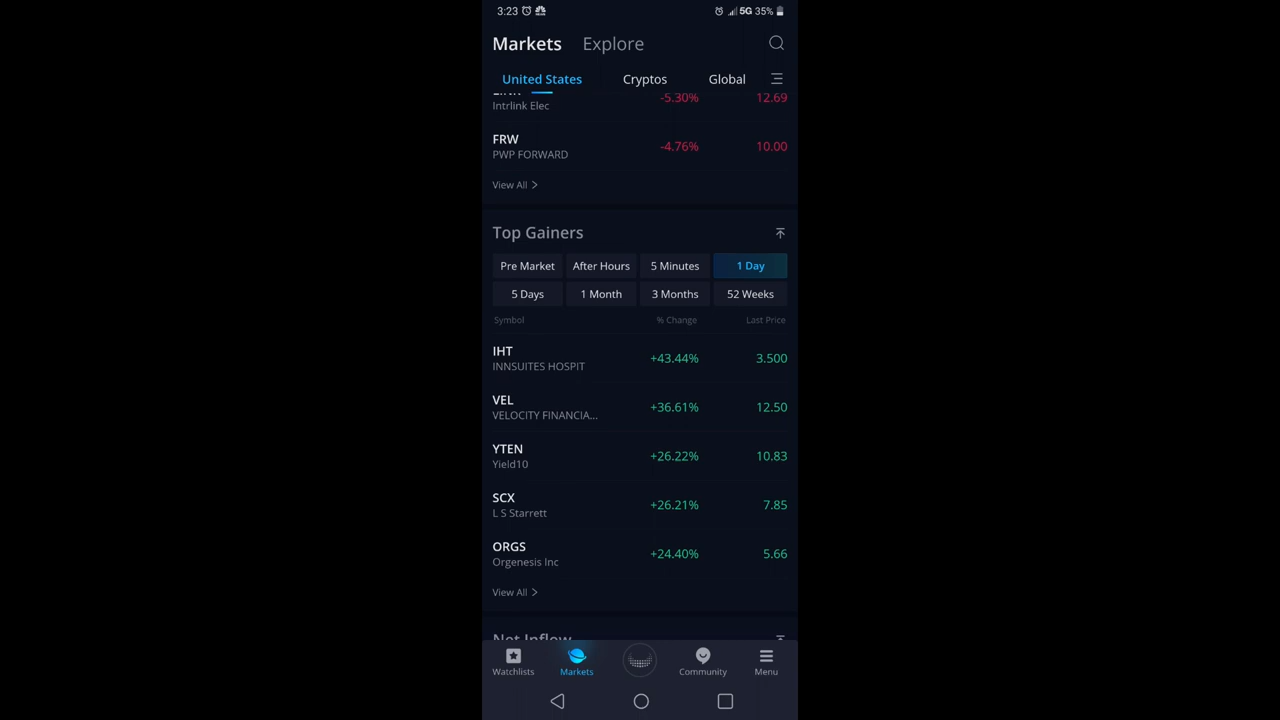 3:23
5G 35%
Markets Explore
United States Cryptos Global
Intrlink Elec -5.30% 12.69
FRW
PWP FORWARD -4.76% 10.00
View All >
Top Gainers
Pre Market After Hours 5 Minutes 1 Day
5 Days 1 Month 3 Months 52 Weeks
Symbol % Change Last Price
IHT
INNSUITES HOSPIT +43.44% 3.500
VEL
VELOCITY FINANCIA... +36.61% 12.50
YTEN
Yield10 +26.22% 10.83
SCX
L S Starrett +26.21% 7.85
ORGS
Orgenesis Inc +24.40% 5.66
View All >
Net Inflow
Watchlists Markets Community Menu